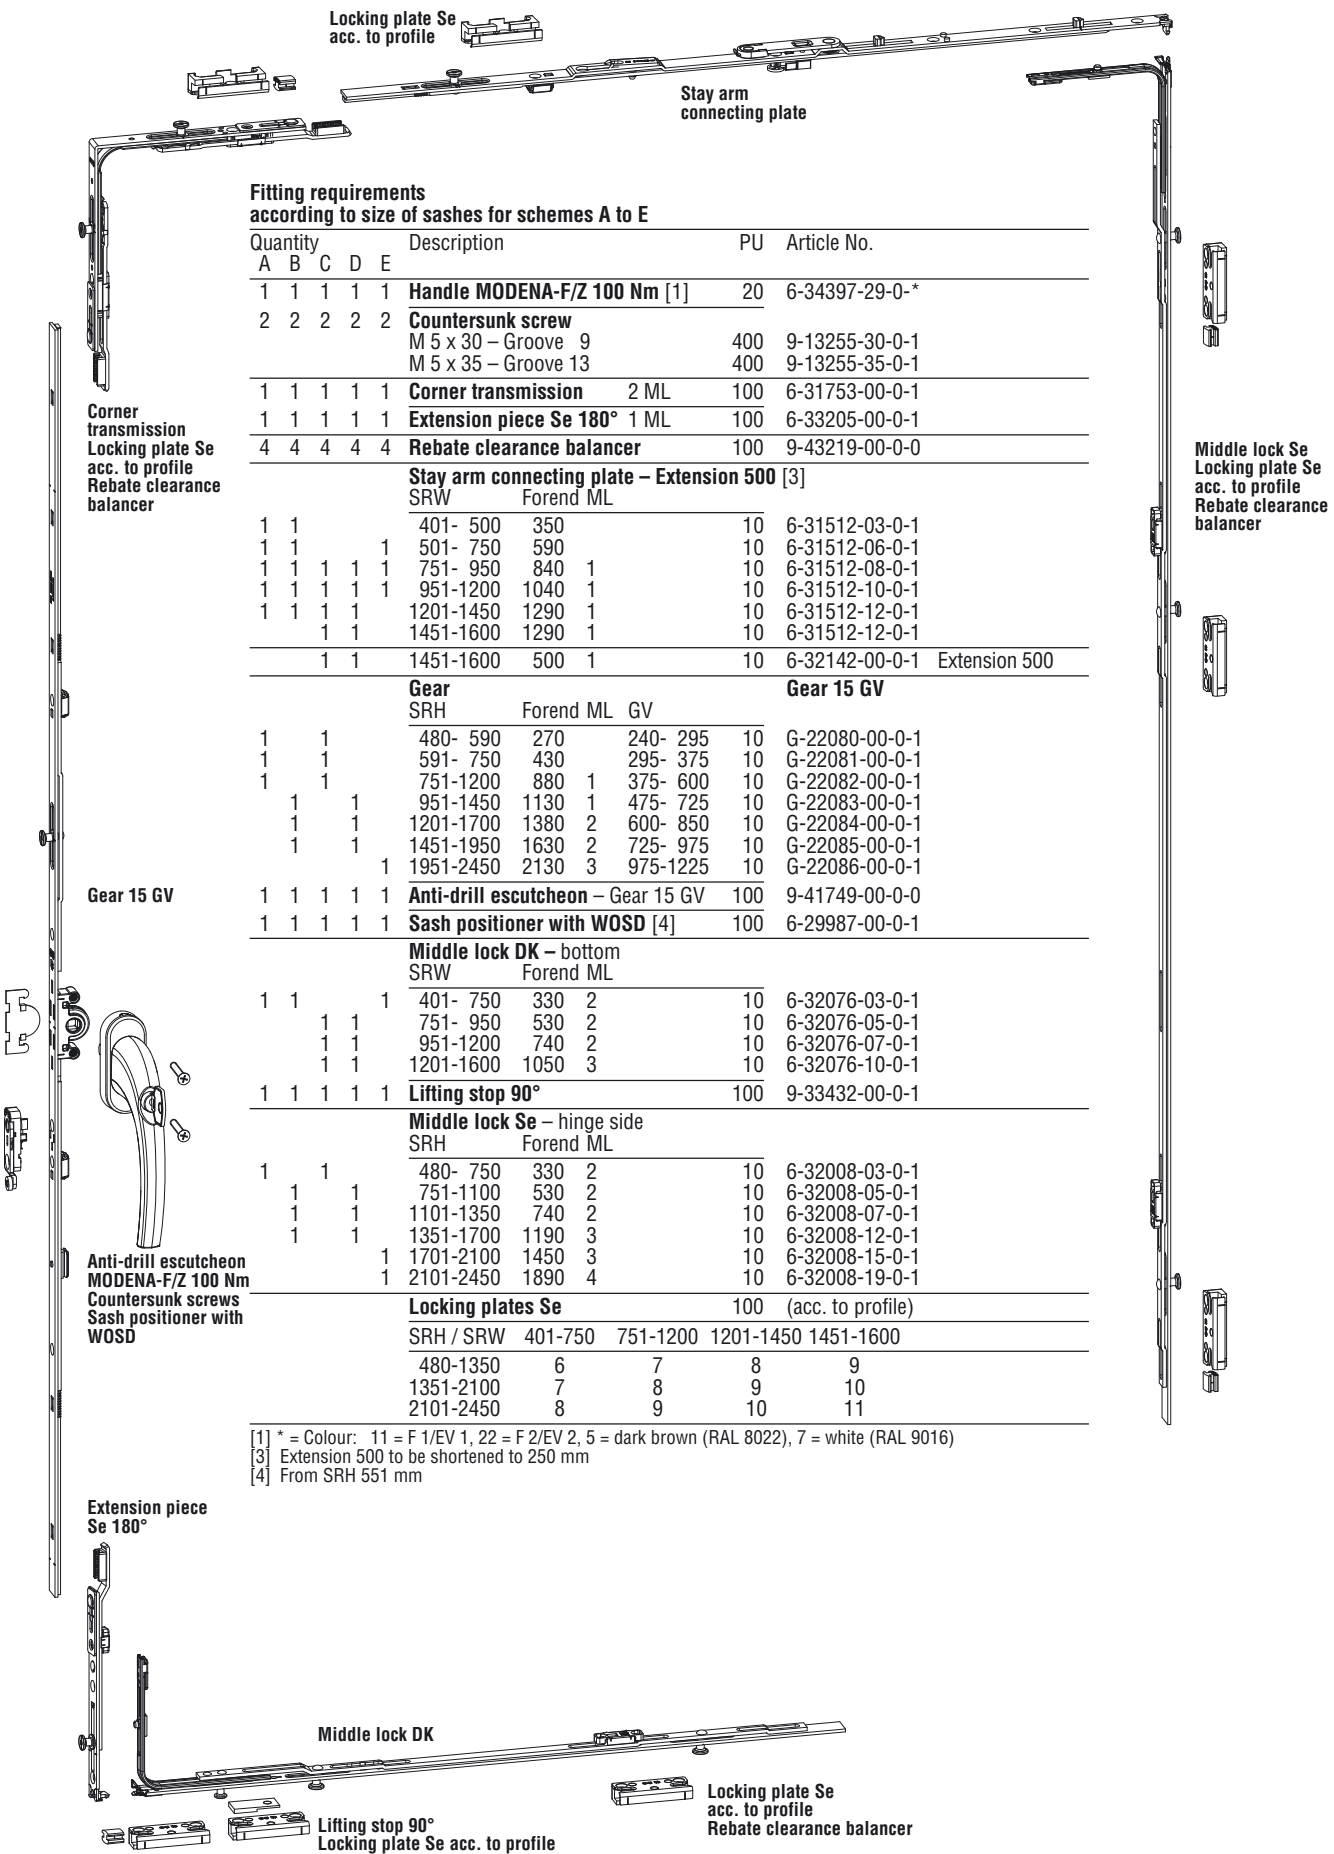 Locking plate Se
acc. to profile
Stay arm
connecting plate
Fitting requirements
according to size of sashes for schemes A to E
Quantity Description PU Article No.
A B C D E
1 1 1 1 1 Handle MODENA-F/Z 100 Nm [1] 20 6-34397-29-0-*
2 2 2 2 2 Countersunk screw
M 5 x 30 – Groove 9 400 9-13255-30-0-1
M 5 x 35 – Groove 13 400 9-13255-35-0-1
1 1 1 1 1 Corner transmission 2 ML 100 6-31753-00-0-1
1 1 1 1 1 Extension piece Se 180° 1 ML 100 6-33205-00-0-1
4 4 4 4 4 Rebate clearance balancer 100 9-43219-00-0-0
Stay arm connecting plate – Extension 500 [3]
SRW Forend ML
1 1 401- 500 350 10 6-31512-03-0-1
1 1 1 501- 750 590 10 6-31512-06-0-1
1 1 1 1 1 751- 950 840 1 10 6-31512-08-0-1
1 1 1 1 1 951-1200 1040 1 10 6-31512-10-0-1
1 1 1 1 1201-1450 1290 1 10 6-31512-12-0-1
1 1 1451-1600 1290 1 10 6-31512-12-0-1
1 1 1451-1600 500 1 10 6-32142-00-0-1 Extension 500
Gear Gear 15 GV
SRH Forend ML GV
1 1 480- 590 270 240- 295 10 G-22080-00-0-1
1 1 591- 750 430 295- 375 10 G-22081-00-0-1
1 1 751-1200 880 1 375- 600 10 G-22082-00-0-1
1 1 951-1450 1130 1 475- 725 10 G-22083-00-0-1
1 1 1201-1700 1380 2 600- 850 10 G-22084-00-0-1
1 1 1451-1950 1630 2 725- 975 10 G-22085-00-0-1
1 1951-2450 2130 3 975-1225 10 G-22086-00-0-1
1 1 1 1 1 Anti-drill escutcheon – Gear 15 GV 100 9-41749-00-0-0
1 1 1 1 1 Sash positioner with WOSD [4] 100 6-29987-00-0-1
Middle lock DK – bottom
SRW Forend ML
1 1 1 401- 750 330 2 10 6-32076-03-0-1
1 1 751- 950 530 2 10 6-32076-05-0-1
1 1 951-1200 740 2 10 6-32076-07-0-1
1 1 1201-1600 1050 3 10 6-32076-10-0-1
1 1 1 1 1 Lifting stop 90° 100 9-33432-00-0-1
Middle lock Se – hinge side
SRH Forend ML
1 1 480- 750 330 2 10 6-32008-03-0-1
1 1 751-1100 530 2 10 6-32008-05-0-1
1 1 1101-1350 740 2 10 6-32008-07-0-1
1 1 1351-1700 1190 3 10 6-32008-12-0-1
1 1701-2100 1450 3 10 6-32008-15-0-1
1 2101-2450 1890 4 10 6-32008-19-0-1
Locking plates Se 100 (acc. to profile)
SRH / SRW 401-750 751-1200 1201-1450 1451-1600
480-1350 6 7 8 9
1351-2100 7 8 9 10
2101-2450 8 9 10 11
[1] * = Colour: 11 = F 1/EV 1, 22 = F 2/EV 2, 5 = dark brown (RAL 8022), 7 = white (RAL 9016)
[3] Extension 500 to be shortened to 250 mm
[4] From SRH 551 mm
Corner
transmission
Locking plate Se
acc. to profile
Rebate clearance
balancer
Middle lock Se
Locking plate Se
acc. to profile
Rebate clearance
balancer
Gear 15 GV
Anti-drill escutcheon
MODENA-F/Z 100 Nm
Countersunk screws
Sash positioner with
WOSD
Extension piece
Se 180°
Middle lock DK
Locking plate Se
acc. to profile
Rebate clearance balancer
Lifting stop 90°
Locking plate Se acc. to profile